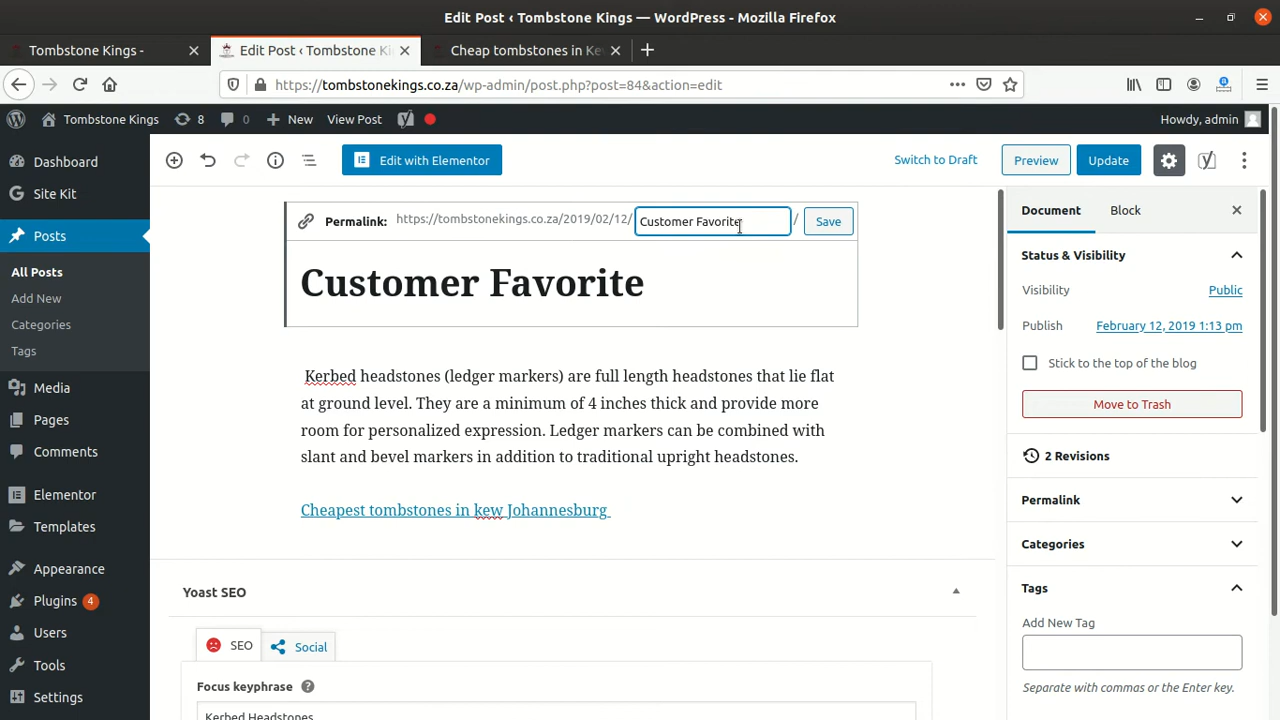 Edit Post ‹ Tombstone Kings — WordPress - Mozilla Firefox
Tombstone Kings -
Edit Post ‹ Tombstone Ki
Cheap tombstones in Ke
https://tombstonekings.co.za/wp-admin/post.php?post=84&action=edit
Tombstone Kings 8 0 New View Post Howdy, admin
Dashboard
Site Kit
Posts
All Posts
Add New
Categories
Tags
Media
Pages
Comments
Elementor
Templates
Appearance
Plugins 4
Users
Tools
Settings
Edit with Elementor
Switch to Draft Preview Update
Permalink: https://tombstonekings.co.za/2019/02/12/ Customer Favorite / Save
Customer Favorite
Kerbed headstones (ledger markers) are full length headstones that lie flat
at ground level. They are a minimum of 4 inches thick and provide more
room for personalized expression. Ledger markers can be combined with
slant and bevel markers in addition to traditional upright headstones.
Cheapest tombstones in kew Johannesburg
Yoast SEO
SEO Social
Focus keyphrase ?
Kerbed Headstones
Document Block
Status & Visibility
Visibility Public
Publish February 12, 2019 1:13 pm
Stick to the top of the blog
Move to Trash
2 Revisions
Permalink
Categories
Tags
Add New Tag
Separate with commas or the Enter key.